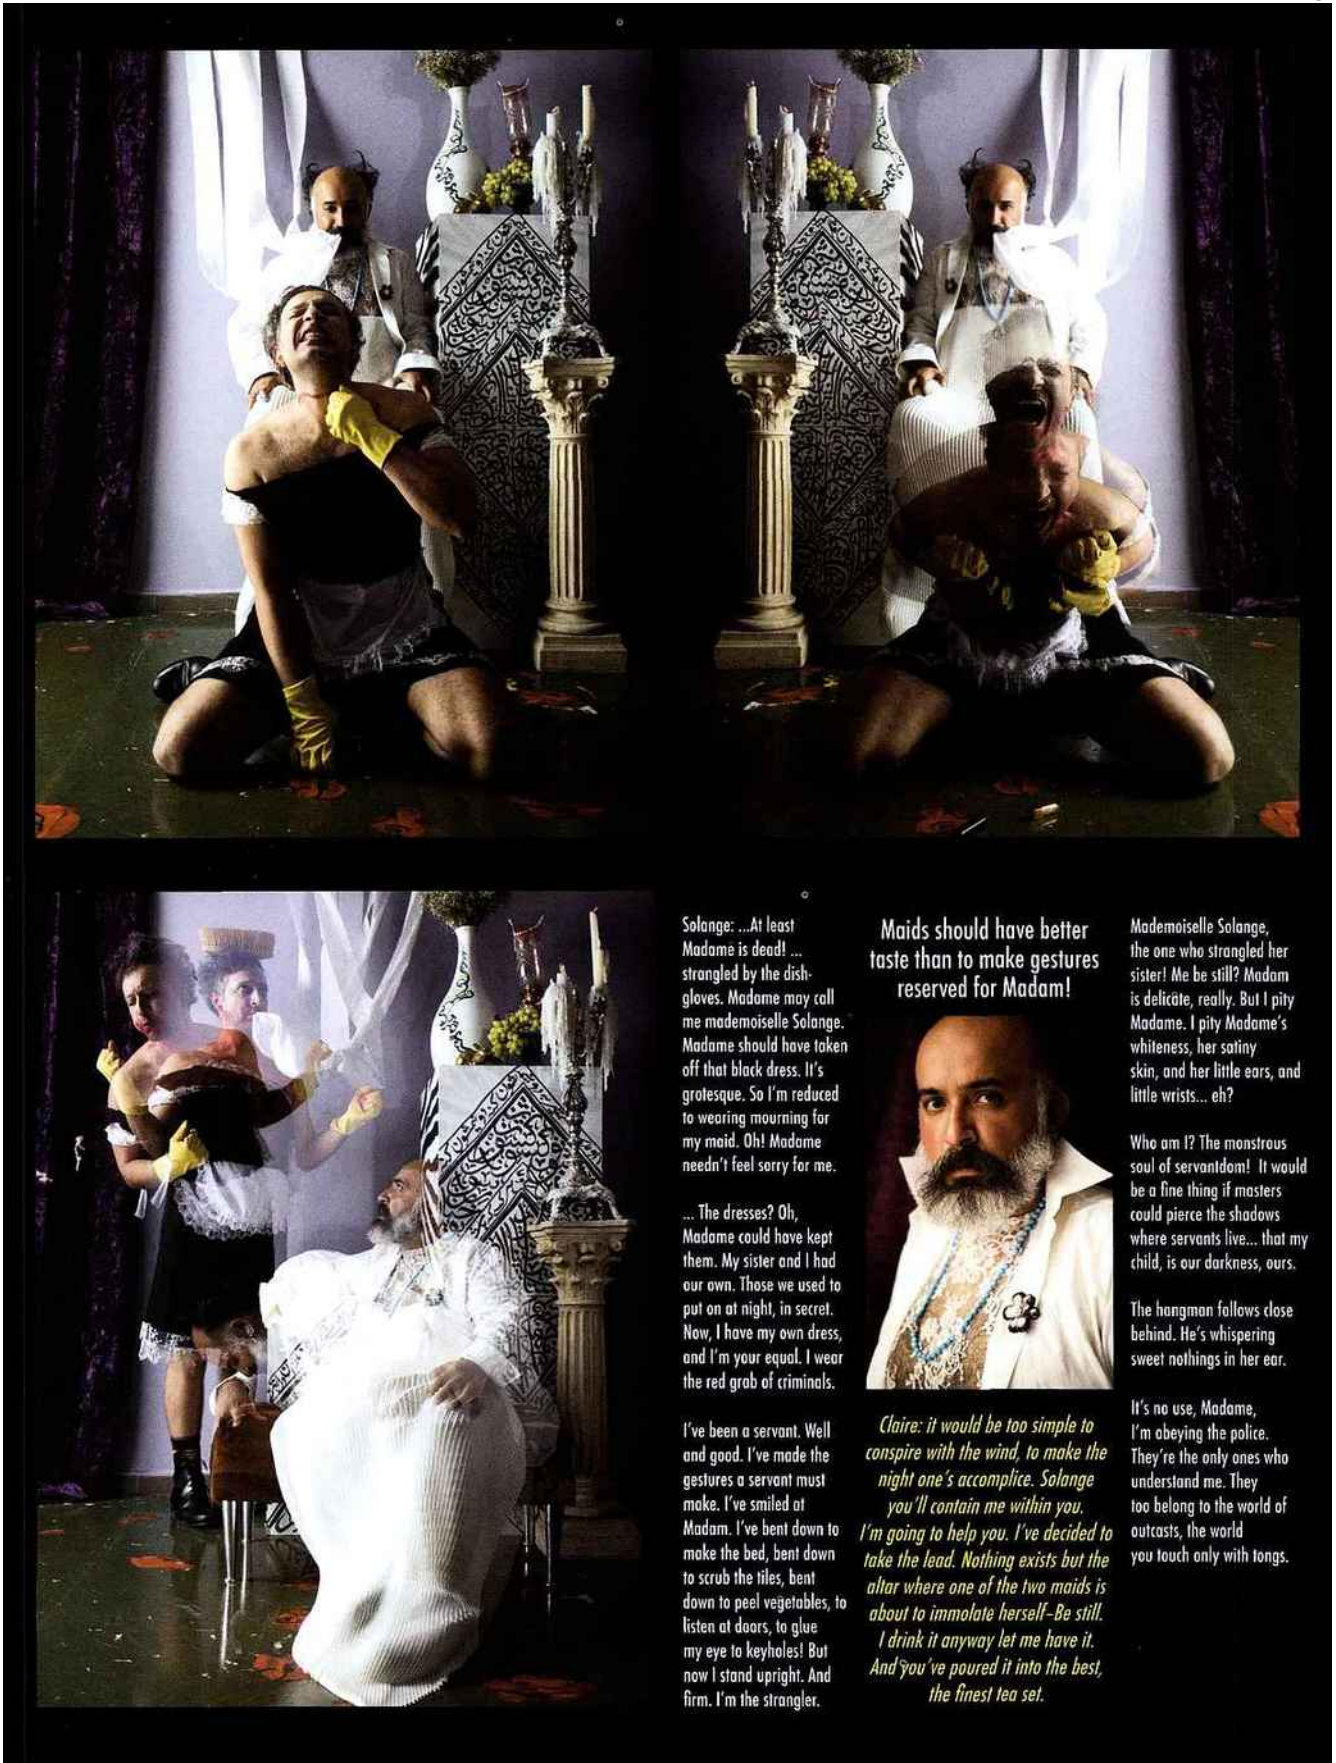 Solange: ...At least
Madame is dead! ...
strangled by the dish-
gloves. Madame may call
me mademoiselle Solange.
Madame should have taken
off that black dress. It's
grotesque. So I'm reduced
to wearing mourning for
my maid. Oh! Madame
needn't feel sorry for me.
... The dresses? Oh,
Madame could have kept
them. My sister and I had
our own. Those we used to
put on at night, in secret.
Now, I have my own dress,
and I'm your equal. I wear
the red grab of criminals.
I've been a servant. Well
and good. I've made the
gestures a servant must
make. I've smiled at
Madam. I've bent down to
make the bed, bent down
to scrub the tiles, bent
down to peel vegetables, to
listen at doors, to glue
my eye to keyholes! But
now I stand upright. And
firm. I'm the strangler.
Maids should have better
taste than to make gestures
reserved for Madam!
Claire: it would be too simple to
conspire with the wind, to make the
night one's accomplice. Solange
you'll contain me within you.
I'm going to help you. I've decided to
take the lead. Nothing exists but the
altar where one of the two maids is
about to immolate herself-Be still.
I drink it anyway let me have it.
And you've poured it into the best,
the finest tea set.
Mademoiselle Solange,
the one who strangled her
sister! Me be still? Madam
is delicate, really. But I pity
Madame. I pity Madame's
whiteness, her satiny
skin, and her little ears, and
little wrists... eh?
Who am I? The monstrous
soul of servantdom! It would
be a fine thing if masters
could pierce the shadows
where servants live... that my
child, is our darkness, ours.
The hangman follows close
behind. He's whispering
sweet nothings in her ear.
It's no use, Madame,
I'm obeying the police.
They're the only ones who
understand me. They
too belong to the world of
outcasts, the world
you touch only with tongs.